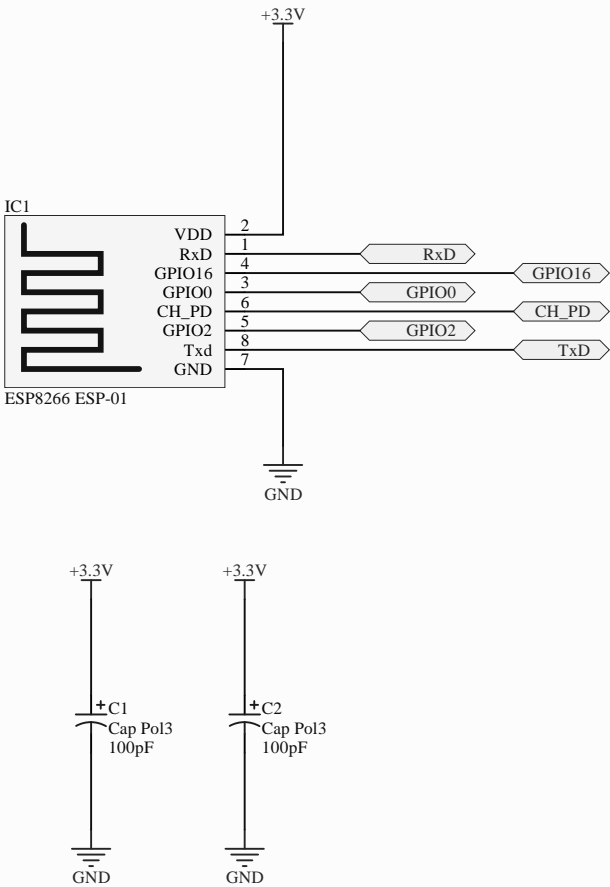 +3.3V
IC1
VDD 2
RxD 1 RxD
GPIO16 4 GPIO16
GPIO0 3 GPIO0
CH_PD 6 CH_PD
GPIO2 5 GPIO2
Txd 8 TxD
GND 7
ESP8266 ESP-01
GND
+3.3V +3.3V
+ C1 + C2
Cap Pol3 Cap Pol3
100pF 100pF
GND GND